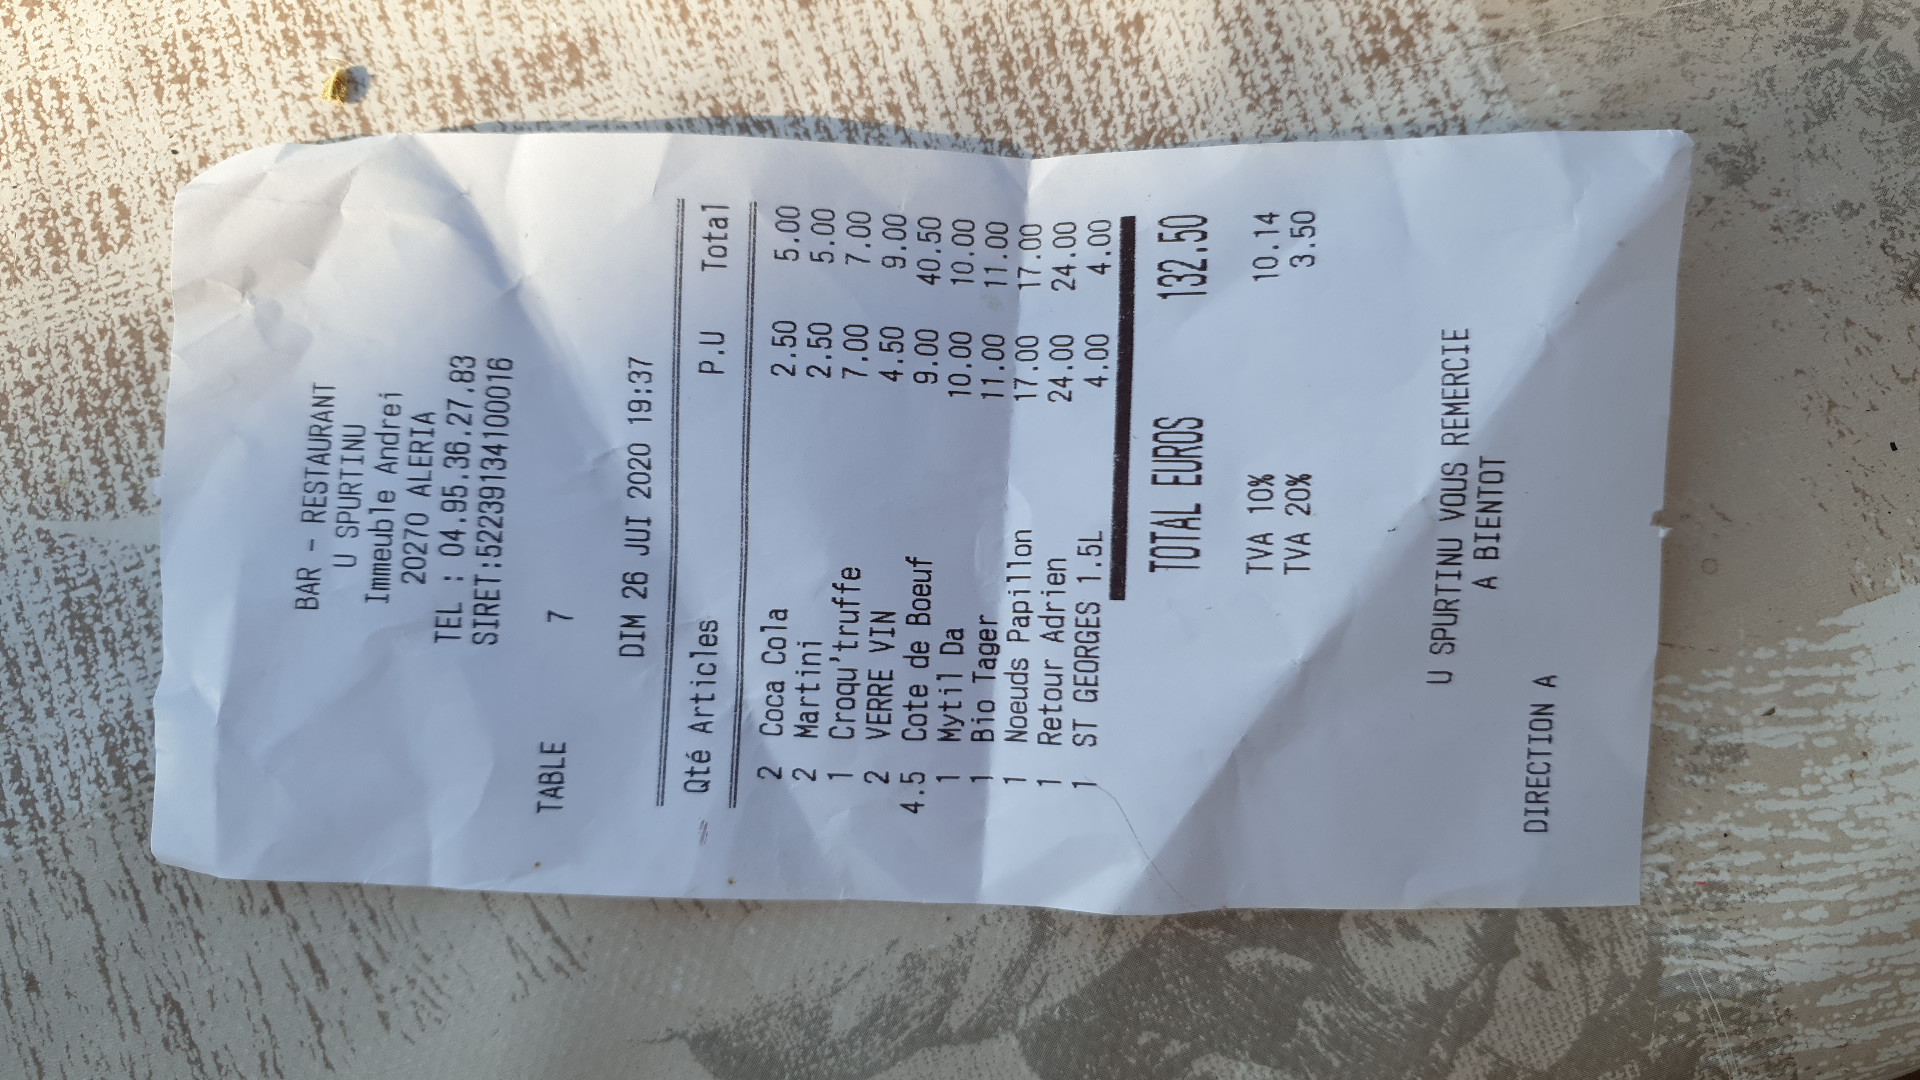 BAR - RESTAURANT
U SPURTINU
Immeuble Andrei
20270 ALERIA
TEL : 04.95.36.27.83
SIRET:52239134100016
TABLE 7
DIM 26 JUI 2020 19:37
Qté Articles P.U Total
2 Coca Cola 2.50 5.00
2 Martini 2.50 5.00
1 Croqu'truffe 7.00 7.00
2 VERRE VIN 4.50 9.00
4.5 Cote de Boeuf 9.00 40.50
1 Mytil Da 10.00 10.00
1 Bio Tager 11.00 11.00
1 Noeuds Papillon 17.00 17.00
1 Retour Adrien 24.00 24.00
1 ST GEORGES 1.5L 4.00 4.00
TOTAL EUROS 132.50
TVA 10% 10.14
TVA 20% 3.50
U SPURTINU VOUS REMERCIE
A BIENTOT
DIRECTION A